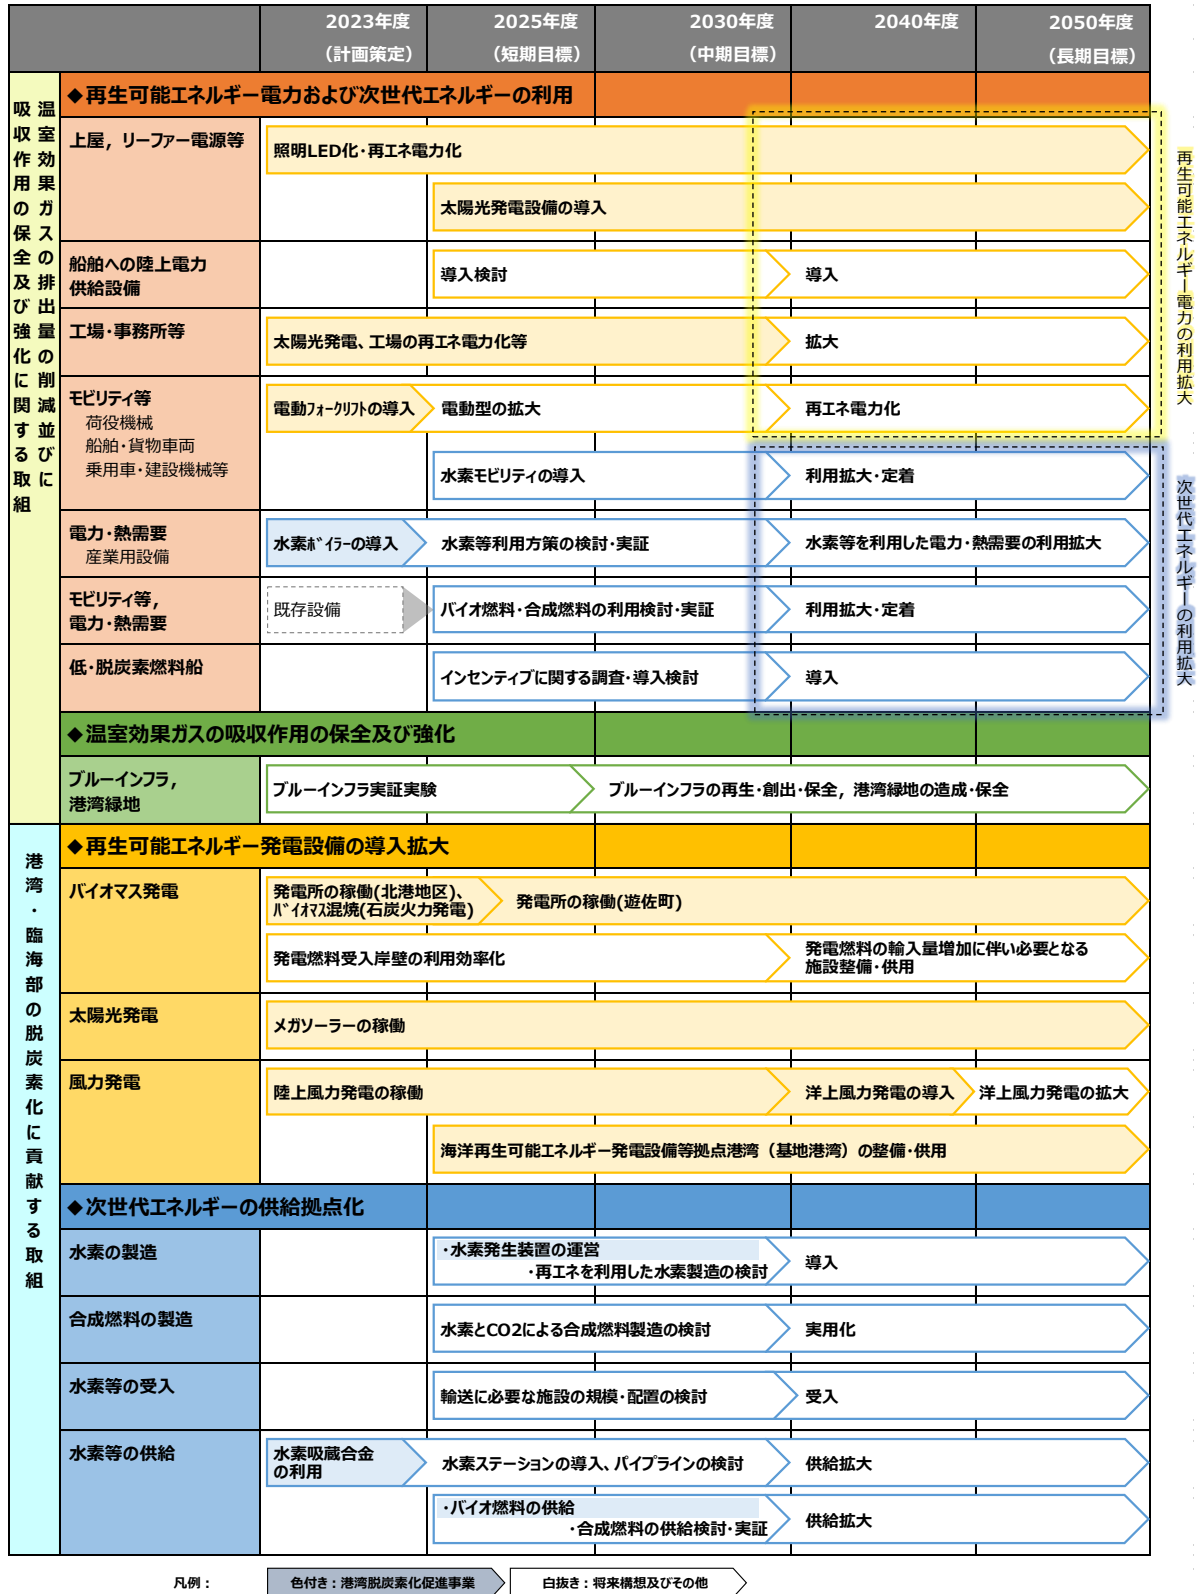 2023年度
(計画策定)
2025年度
(短期目標)
2030年度
(中期目標)
2040年度
2050年度
(長期目標)
温室効果ガスの排出量の削減並びに
吸収作用の保全及び強化に関する取組
◆再生可能エネルギー電力および次世代エネルギーの利用
上屋，リーファー電源等
照明LED化・再エネ電力化
太陽光発電設備の導入
船舶への陸上電力
供給設備
導入検討
導入
工場・事務所等
太陽光発電、工場の再エネ電力化等
拡大
モビリティ等
荷役機械
船舶・貨物車両
乗用車・建設機械等
電動フォークリフトの導入
電動型の拡大
再エネ電力化
水素モビリティの導入
利用拡大・定着
電力・熱需要
産業用設備
水素ボイラーの導入
水素等利用方策の検討・実証
水素等を利用した電力・熱需要の利用拡大
モビリティ等，
電力・熱需要
既存設備
バイオ燃料・合成燃料の利用検討・実証
利用拡大・定着
低・脱炭素燃料船
インセンティブに関する調査・導入検討
導入
再生可能エネルギー電力の利用拡大
次世代エネルギーの利用拡大
◆温室効果ガスの吸収作用の保全及び強化
ブルーインフラ，
港湾緑地
ブルーインフラ実証実験
ブルーインフラの再生・創出・保全，港湾緑地の造成・保全
港湾・臨海部の脱炭素化に貢献する取組
◆再生可能エネルギー発電設備の導入拡大
バイオマス発電
発電所の稼働(北港地区)、
バイオマス混焼(石炭火力発電)
発電所の稼働(遊佐町)
発電燃料受入岸壁の利用効率化
発電燃料の輸入量増加に伴い必要となる
施設整備・供用
太陽光発電
メガソーラーの稼働
風力発電
陸上風力発電の稼働
洋上風力発電の導入
洋上風力発電の拡大
海洋再生可能エネルギー発電設備等拠点港湾（基地港湾）の整備・供用
◆次世代エネルギーの供給拠点化
水素の製造
・水素発生装置の運営
・再エネを利用した水素製造の検討
導入
合成燃料の製造
水素とCO2による合成燃料製造の検討
実用化
水素等の受入
輸送に必要な施設の規模・配置の検討
受入
水素等の供給
水素吸蔵合金
の利用
水素ステーションの導入、パイプラインの検討
供給拡大
・バイオ燃料の供給
・合成燃料の供給検討・実証
供給拡大
凡例：
色付き：港湾脱炭素化促進事業
白抜き：将来構想及びその他